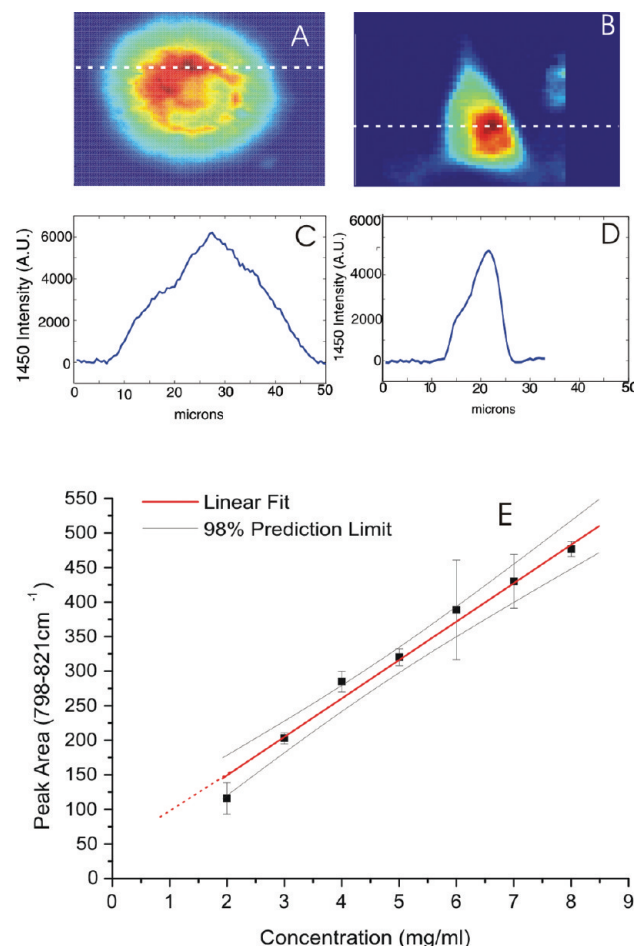 A
B
C
1450 Intensity (A.U.)
6000
4000
2000
0
0 10 20 30 40 50
microns
D
1450 Intensity (A.U.)
6000
4000
2000
0
0 10 20 30 40 50
microns
E
Linear Fit
98% Prediction Limit
Peak Area (798-821cm⁻¹)
550
500
450
400
350
300
250
200
150
100
50
0
0 1 2 3 4 5 6 7 8 9
Concentration (mg/ml)